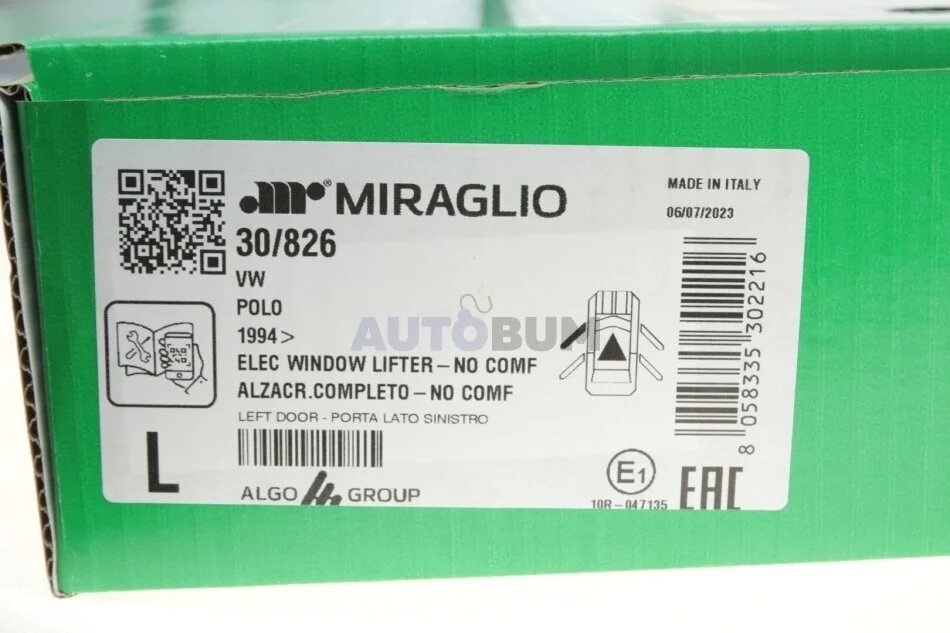 MIRAGLIO
30/826
VW
POLO
1994 >
ELEC WINDOW LIFTER - NO COMF
ALZACR.COMPLETO - NO COMF
LEFT DOOR - PORTA LATO SINISTRO
L
ALGO GROUP
MADE IN ITALY
06/07/2023
8 058335 302216
E1
10R-047135
EAC
AUTOBUM